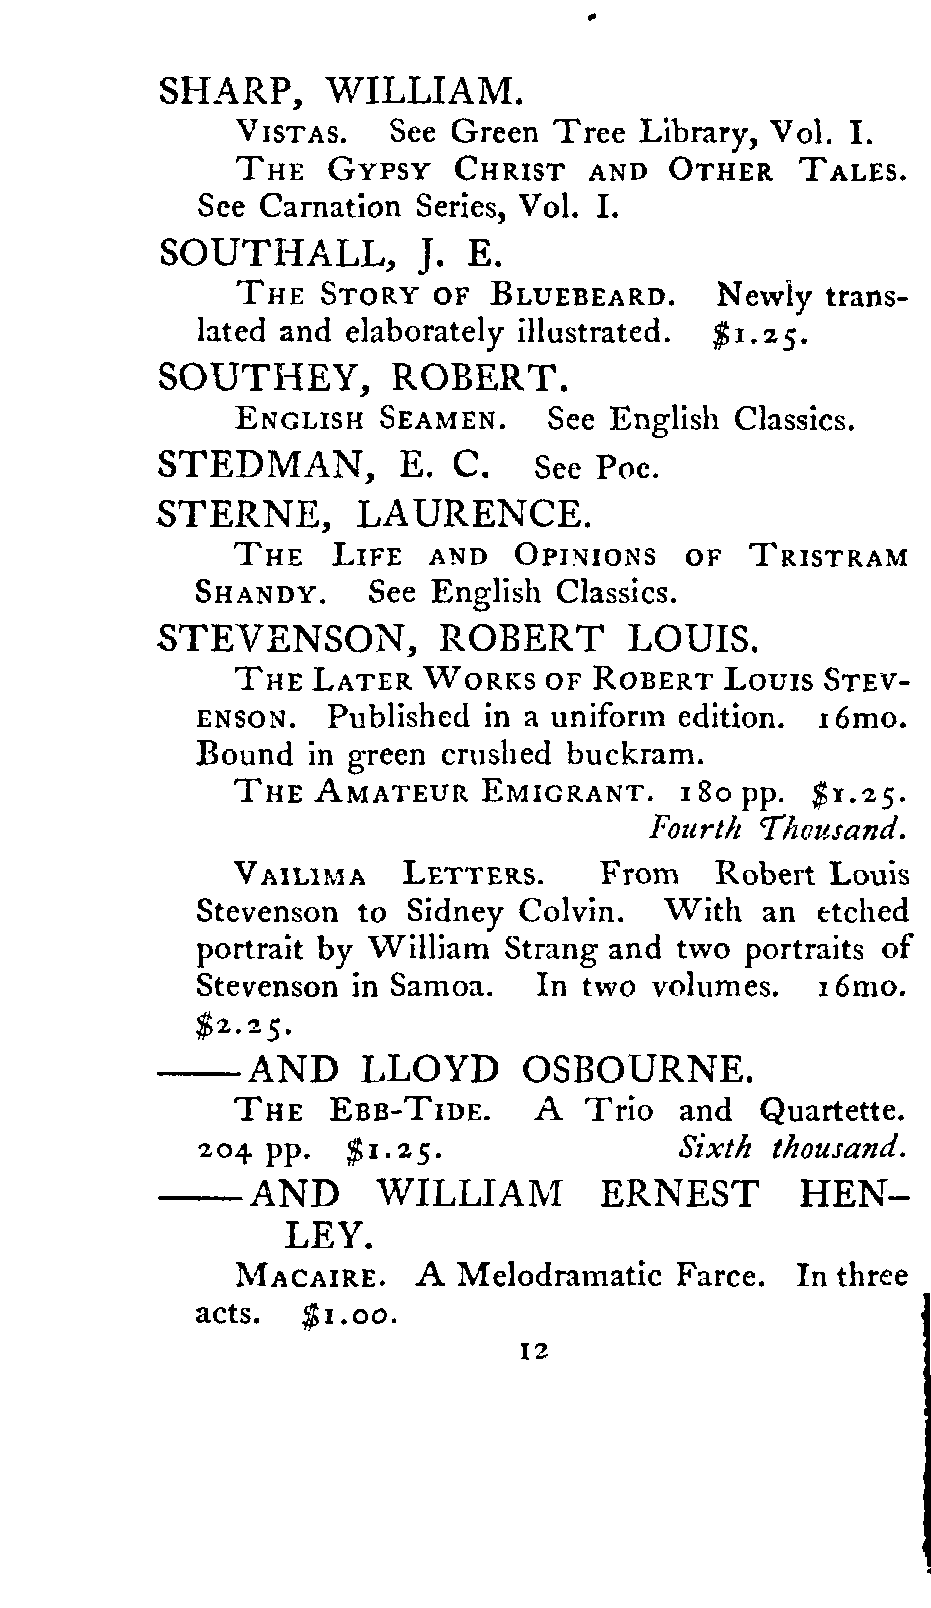 SHARP, WILLIAM.
VISTAS. See Green Tree Library, Vol. I.
THE GYPSY CHRIST AND OTHER TALES.
See Carnation Series, Vol. I.
SOUTHALL, J. E.
THE STORY OF BLUEBEARD. Newly trans-
lated and elaborately illustrated. $1.25.
SOUTHEY, ROBERT.
ENGLISH SEAMEN. See English Classics.
STEDMAN, E. C. See Poe.
STERNE, LAURENCE.
THE LIFE AND OPINIONS OF TRISTRAM
SHANDY. See English Classics.
STEVENSON, ROBERT LOUIS.
THE LATER WORKS OF ROBERT LOUIS STEV-
ENSON. Published in a uniform edition. 16mo.
Bound in green crushed buckram.
THE AMATEUR EMIGRANT. 180 pp. $1.25.
Fourth Thousand.
VAILIMA LETTERS. From Robert Louis
Stevenson to Sidney Colvin. With an etched
portrait by William Strang and two portraits of
Stevenson in Samoa. In two volumes. 16mo.
$2.25.
——AND LLOYD OSBOURNE.
THE EBB-TIDE. A Trio and Quartette.
204 pp. $1.25. Sixth thousand.
——AND WILLIAM ERNEST HEN-
LEY.
MACAIRE. A Melodramatic Farce. In three
acts. $1.00.
12